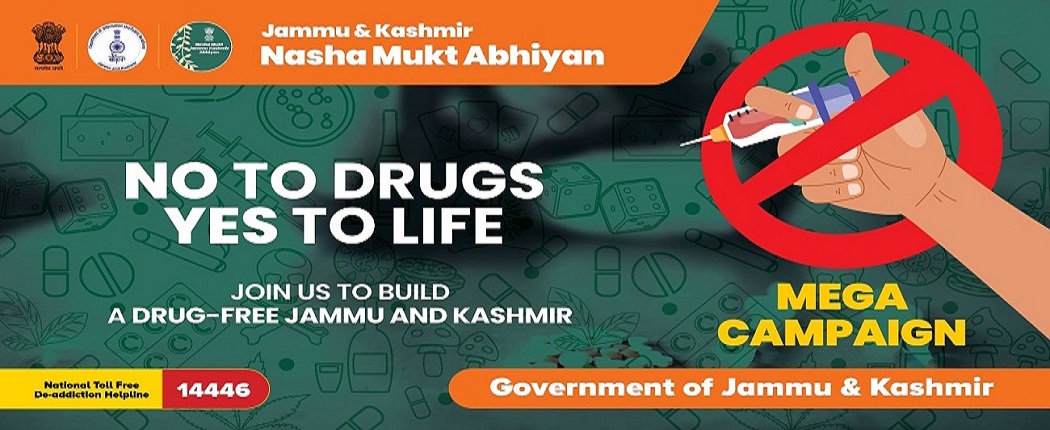 Jammu & Kashmir
Nasha Mukt Abhiyan
NO TO DRUGS
YES TO LIFE
JOIN US TO BUILD
A DRUG-FREE JAMMU AND KASHMIR
MEGA
CAMPAIGN
National Toll Free
De-addiction Helpline
14446
Government of Jammu & Kashmir